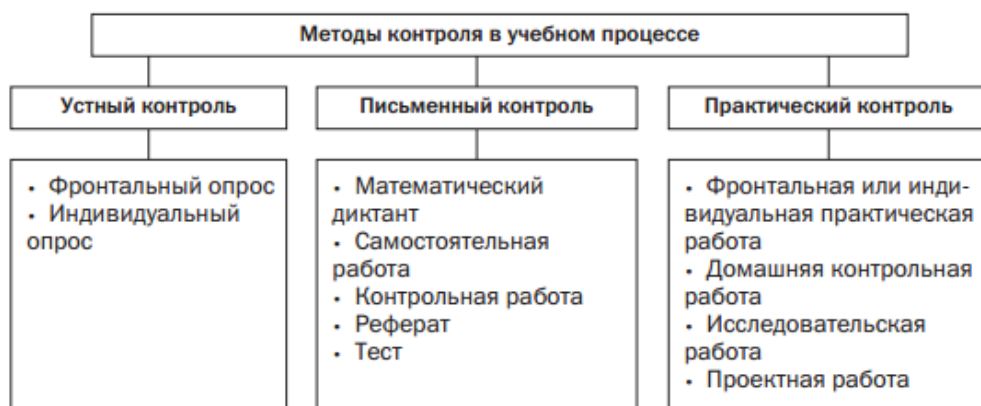 Методы контроля в учебном процессе
Устный контроль
Письменный контроль
Практический контроль
• Фронтальный опрос
• Индивидуальный
опрос
• Математический
диктант
• Самостоятельная
работа
• Контрольная работа
• Реферат
• Тест
• Фронтальная или инди-
видуальная практическая
работа
• Домашняя контрольная
работа
• Исследовательская
работа
• Проектная работа